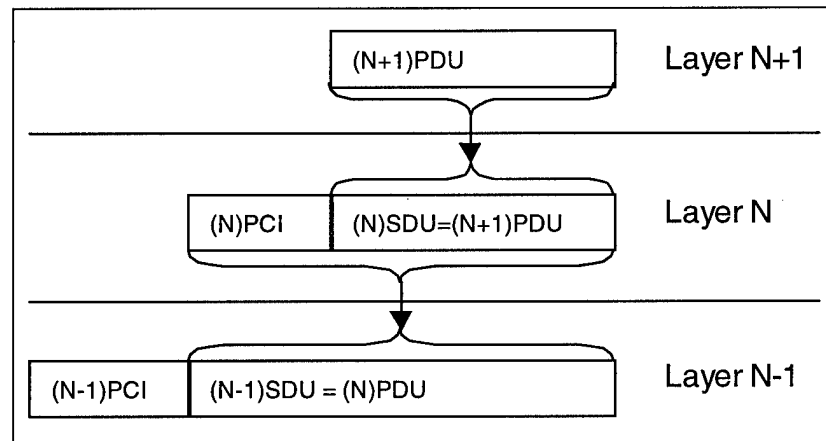 (N+1)PDU
Layer N+1
(N)PCI
(N)SDU=(N+1)PDU
Layer N
(N-1)PCI
(N-1)SDU = (N)PDU
Layer N-1